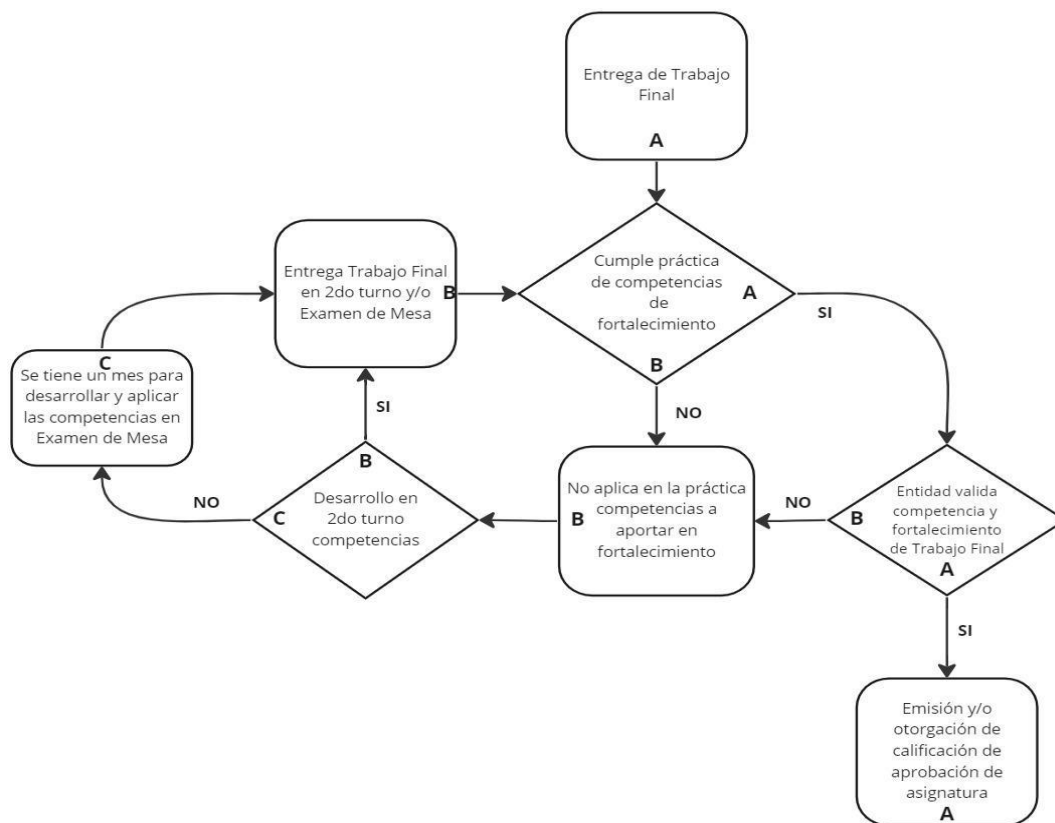 Entrega de Trabajo
Final
A
Entrega Trabajo Final
en 2do turno y/o
B
Examen de Mesa
Cumple práctica
de competencias
de
fortalecimiento
A
B
SI
NO
C
Se tiene un mes para
desarrollar y aplicar
las competencias en
Examen de Mesa
SI
NO
B
Desarrollo en
2do turno
competencias
C
No aplica en la práctica
competencias a
aportar en
fortalecimiento
B
NO
Entidad valida
competencia y
fortalecimiento
de Trabajo Final
B
A
SI
Emisión y/o
otorgación de
calificación de
aprobación de
asignatura
A